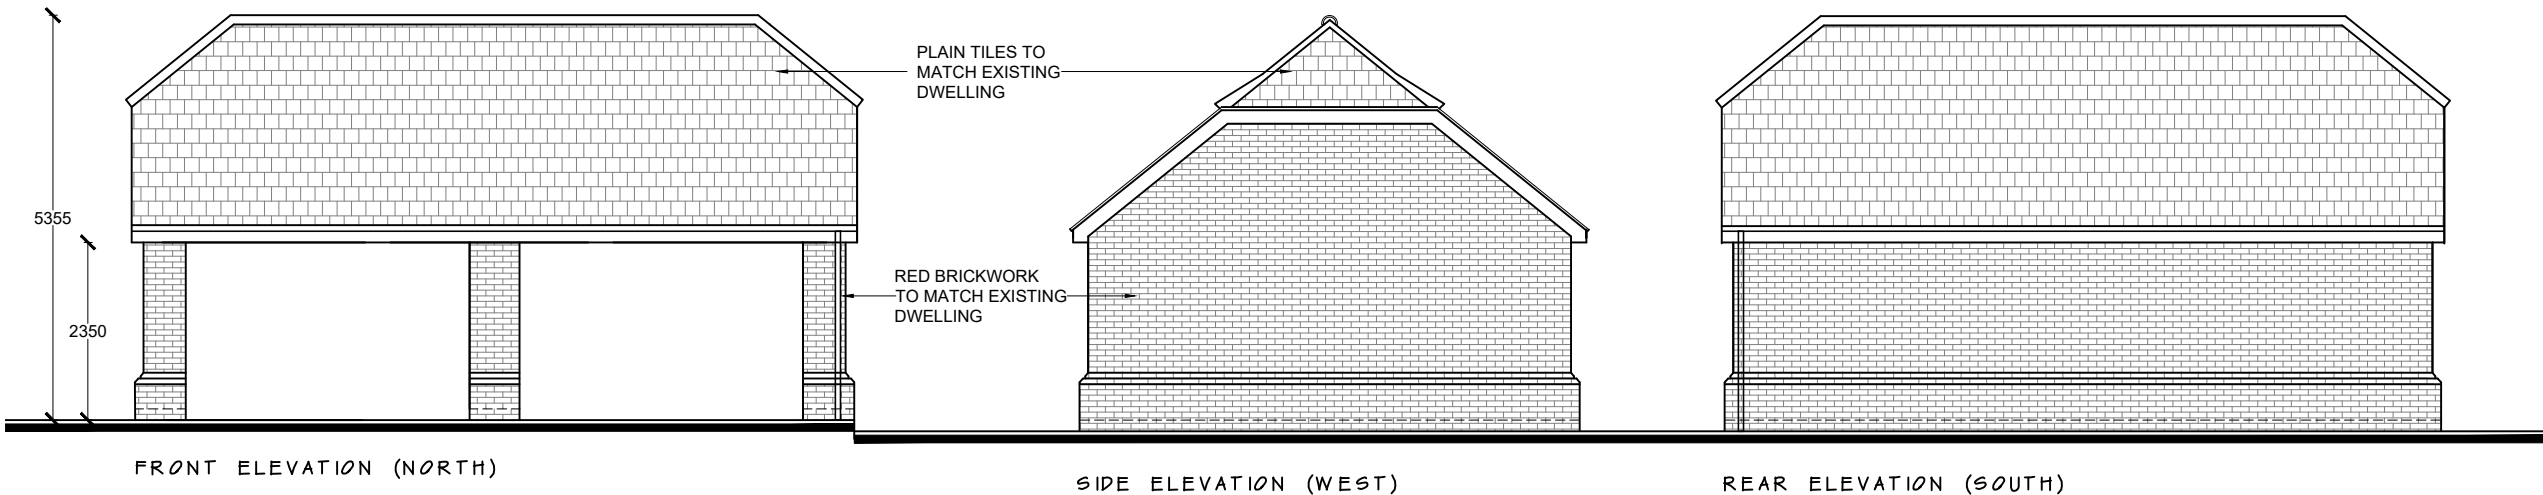 5355
2350
PLAIN TILES TO
MATCH EXISTING
DWELLING
RED BRICKWORK
TO MATCH EXISTING
DWELLING
FRONT ELEVATION (NORTH)
SIDE ELEVATION (WEST)
REAR ELEVATION (SOUTH)